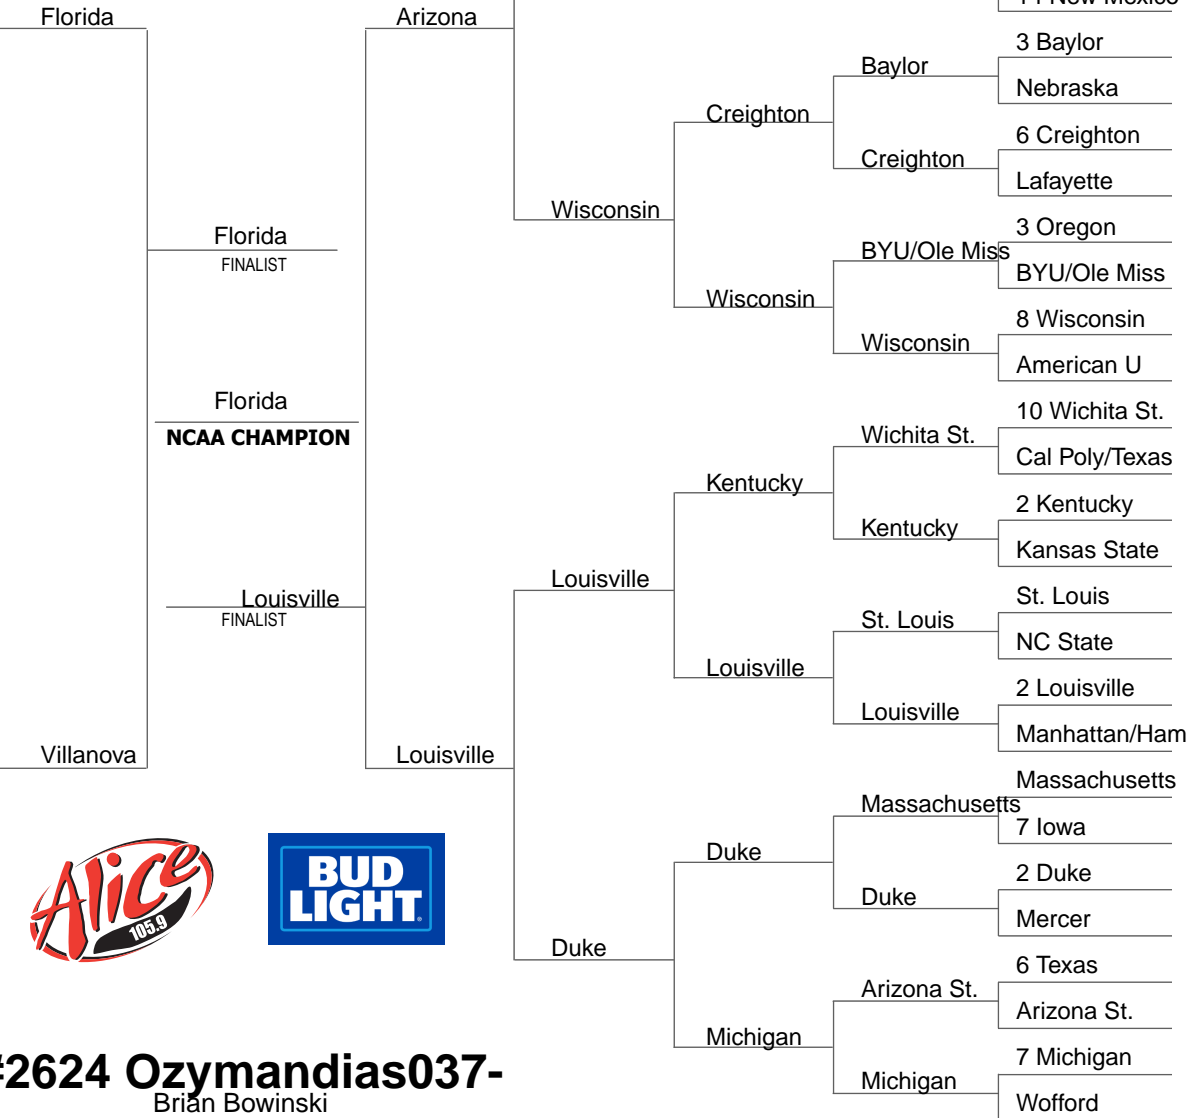 Florida
Arizona
New Mexico
3 Baylor
Baylor
Nebraska
Creighton
6 Creighton
Creighton
Lafayette
Wisconsin
3 Oregon
Florida
FINALIST
BYU/Ole Miss
BYU/Ole Miss
Wisconsin
8 Wisconsin
Wisconsin
American U
Florida
NCAA CHAMPION
10 Wichita St.
Wichita St.
Cal Poly/Texas
Kentucky
2 Kentucky
Kentucky
Kansas State
Louisville
St. Louis
Louisville
FINALIST
St. Louis
NC State
Louisville
2 Louisville
Louisville
Manhattan/Ham
Villanova
Louisville
Massachusetts
Massachusetts
7 Iowa
Duke
2 Duke
Duke
Mercer
Alice
105.9
BUD
LIGHT
Duke
6 Texas
Arizona St.
Arizona St.
Michigan
7 Michigan
Michigan
Wofford
#2624 Ozymandias037-
Brian Bowinski